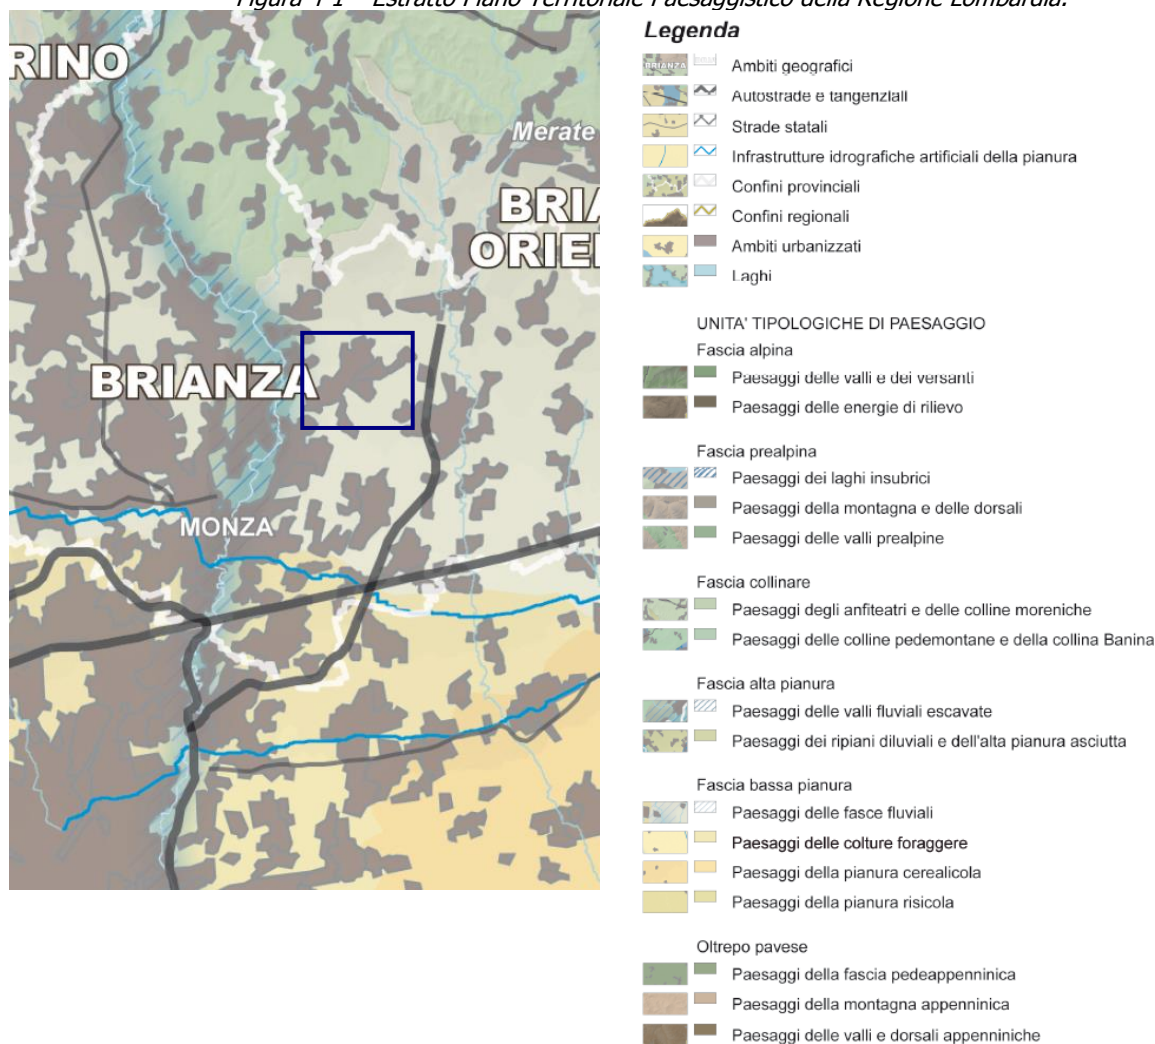 Figura 4-1 – Estratto Piano Territoriale Paesaggistico della Regione Lombardia.
RINO
Merate
BRIA
ORIE
BRIANZA
MONZA
Legenda
BRIANZA
Ambiti geografici
Autostrade e tangenziali
Strade statali
Infrastrutture idrografiche artificiali della pianura
Confini provinciali
Confini regionali
Ambiti urbanizzati
Laghi
UNITA' TIPOLOGICHE DI PAESAGGIO
Fascia alpina
Paesaggi delle valli e dei versanti
Paesaggi delle energie di rilievo
Fascia prealpina
Paesaggi dei laghi insubrici
Paesaggi della montagna e delle dorsali
Paesaggi delle valli prealpine
Fascia collinare
Paesaggi degli anfiteatri e delle colline moreniche
Paesaggi delle colline pedemontane e della collina Banina
Fascia alta pianura
Paesaggi delle valli fluviali escavate
Paesaggi dei ripiani diluviali e dell'alta pianura asciutta
Fascia bassa pianura
Paesaggi delle fasce fluviali
Paesaggi delle colture foraggere
Paesaggi della pianura cerealicola
Paesaggi della pianura risicola
Oltrepo pavese
Paesaggi della fascia pedeappenninica
Paesaggi della montagna appenninica
Paesaggi delle valli e dorsali appenniniche